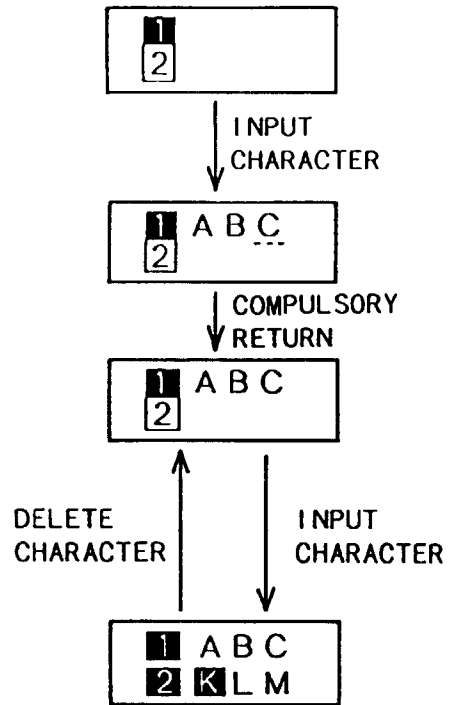 1
2
INPUT
CHARACTER
1 A B C
2
COMPULSORY
RETURN
1 A B C
2
DELETE
CHARACTER
INPUT
CHARACTER
1 A B C
2 K L M